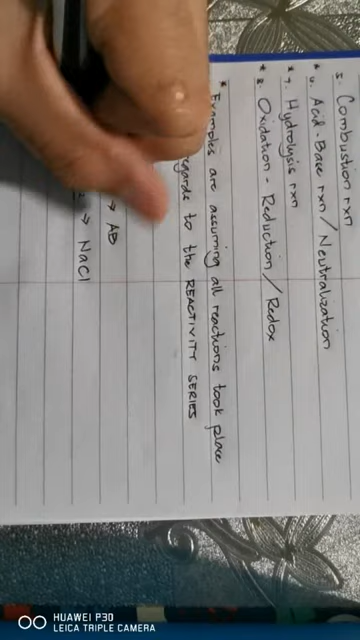 5. Combustion rxn
* 6. Acid - Base rxn / Neutralization
* 7. Hydrolysis rxn
* 8. Oxidation - Reduction / Redox
* Examples are assuming all reactions took place
to the REACTIVITY SERIES
→ AB
→ NaCl
HUAWEI P30
LEICA TRIPLE CAMERA